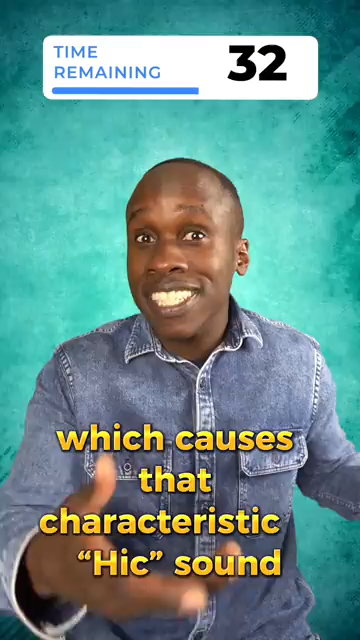 TIME
REMAINING
32
which causes
that
characteristic
“Hic” sound